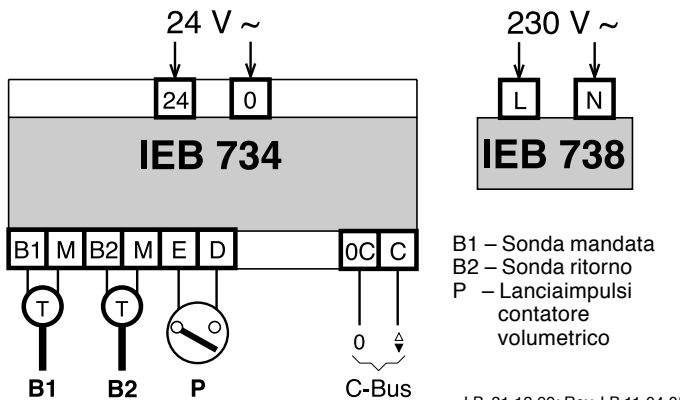 24 V ~
230 V ~
24
0
L
N
IEB 734
IEB 738
B1 M B2 M E D
0C C
B1 – Sonda mandata
B2 – Sonda ritorno
P – Lanciaimpulsi
contatore
volumetrico
T
T
0
B1
B2
P
C-Bus